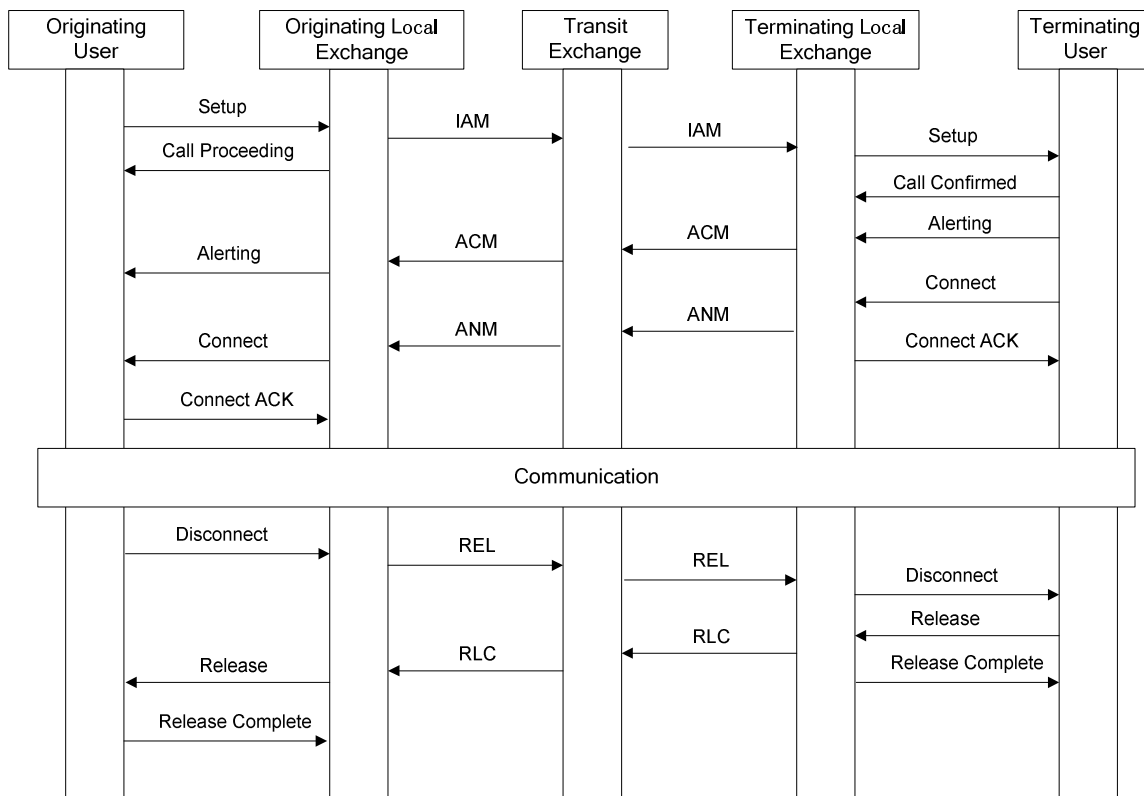 Originating
User
Originating Local
Exchange
Transit
Exchange
Terminating Local
Exchange
Terminating
User
Setup
IAM
IAM
Setup
Call Proceeding
Call Confirmed
Alerting
ACM
ACM
Alerting
Connect
ANM
ANM
Connect
Connect ACK
Connect ACK
Communication
Disconnect
REL
REL
Disconnect
Release
RLC
RLC
Release
Release Complete
Release Complete